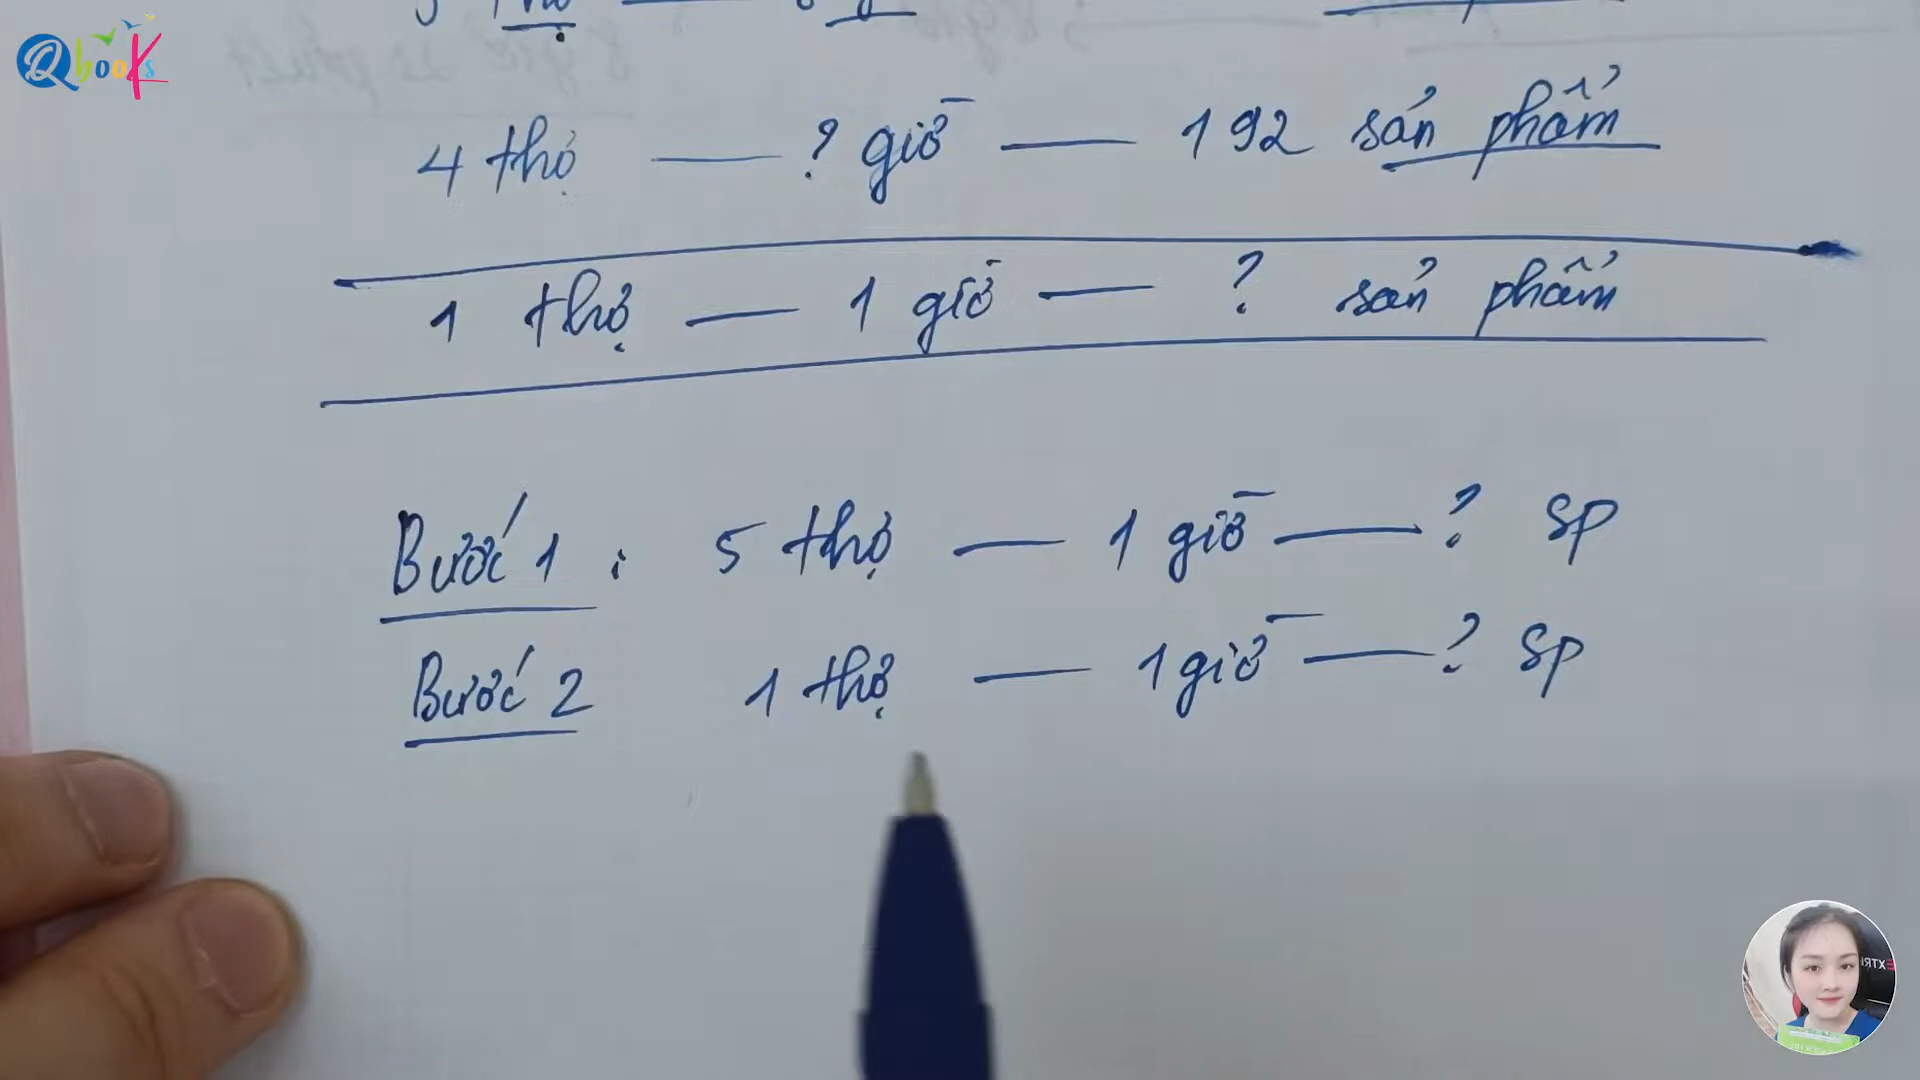 Qbooks
4 thợ — ? giờ — 192 sản phẩm
1 thợ — 1 giờ — ? sản phẩm
Bước 1 : 5 thợ — 1 giờ — ? sp
Bước 2 1 thợ — 1 giờ — ? sp